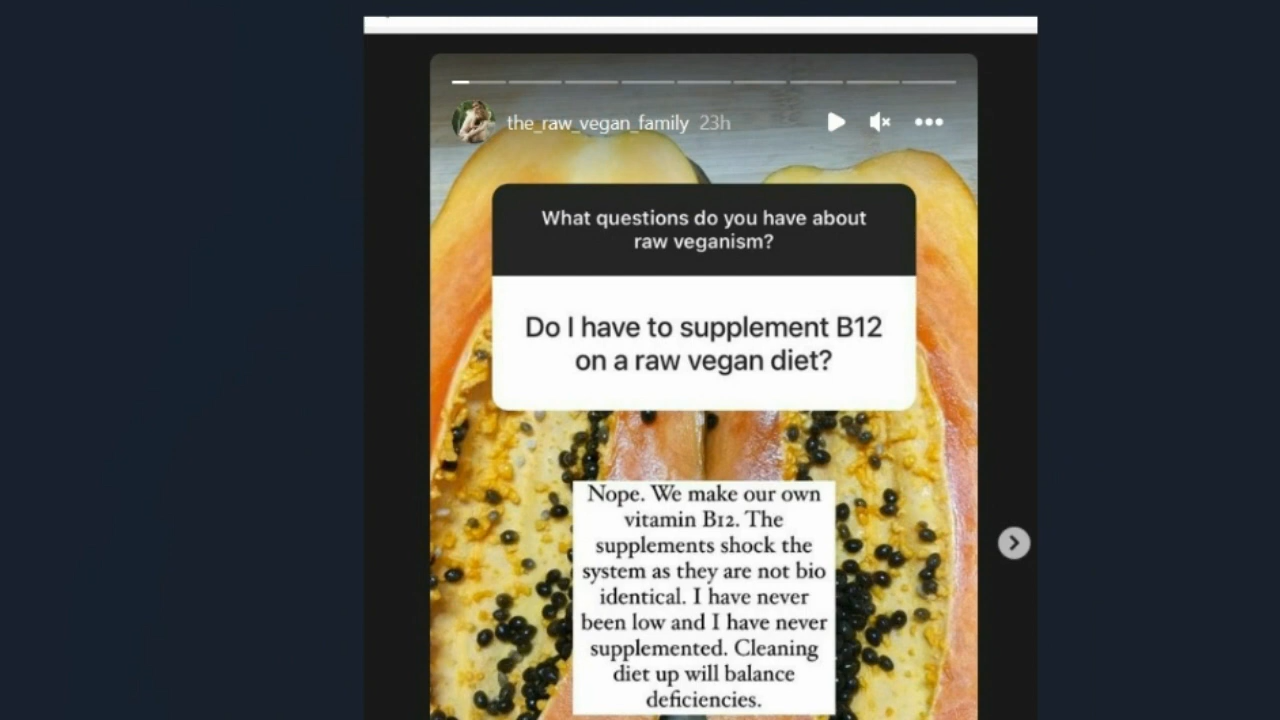 the_raw_vegan_family 23h
What questions do you have about
raw veganism?
Do I have to supplement B12
on a raw vegan diet?
Nope. We make our own
vitamin B12. The
supplements shock the
system as they are not bio
identical. I have never
been low and I have never
supplemented. Cleaning
diet up will balance
deficiencies.